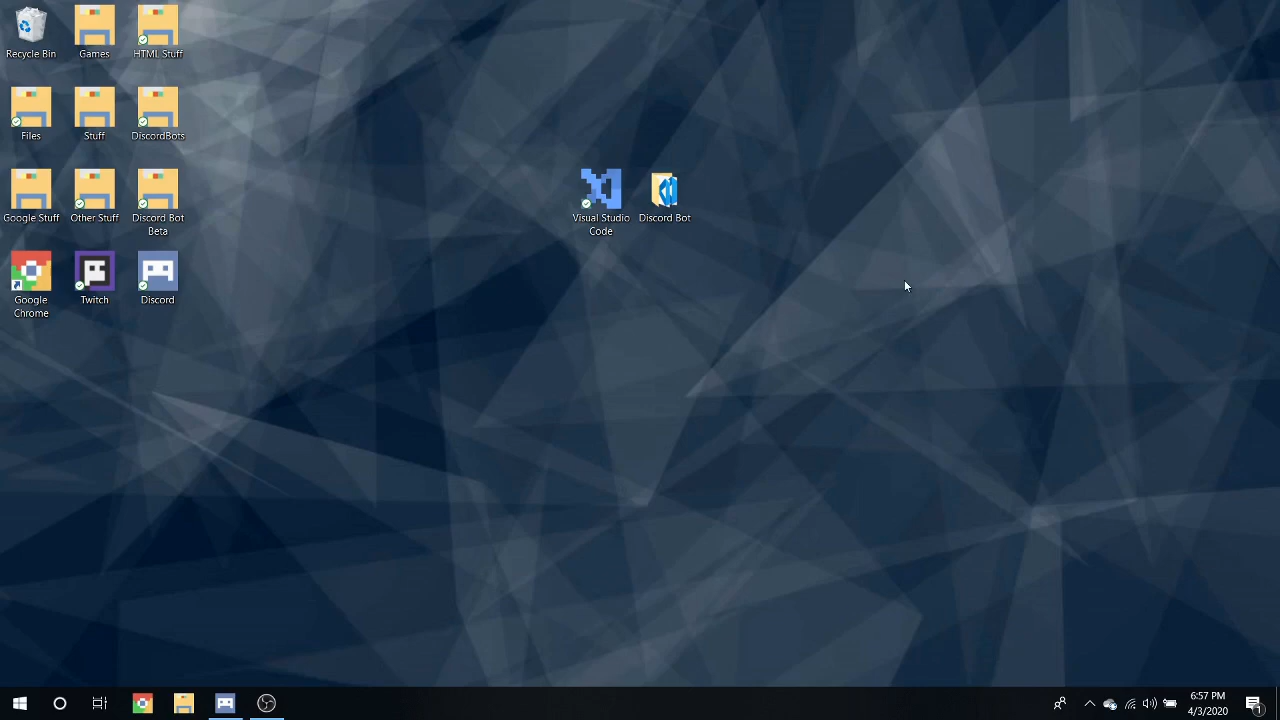 Recycle Bin
Games
HTML Stuff
Files
Stuff
DiscordBots
Google Stuff
Other Stuff
Discord Bot
Beta
Visual Studio
Code
Discord Bot
Google
Chrome
Twitch
Discord
6:57 PM
4/3/2020
1